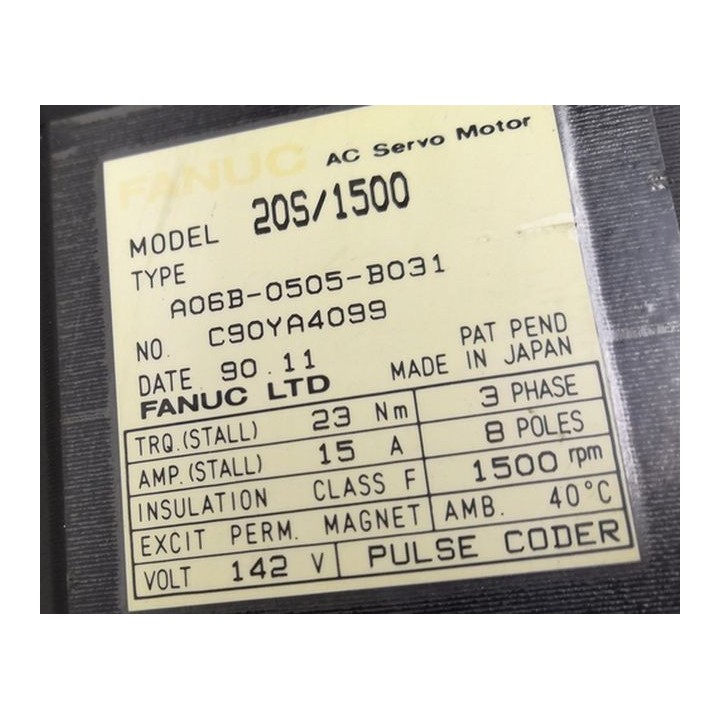 FANUC AC Servo Motor
MODEL 20S/1500
TYPE
A06B-0505-B031
NO. C90YA4099
DATE 90.11
PAT PEND
FANUC LTD MADE IN JAPAN
TRQ.(STALL) 23 Nm 3 PHASE
AMP.(STALL) 15 A 8 POLES
INSULATION CLASS F 1500 rpm
EXCIT PERM. MAGNET AMB. 40°C
VOLT 142 V PULSE CODER